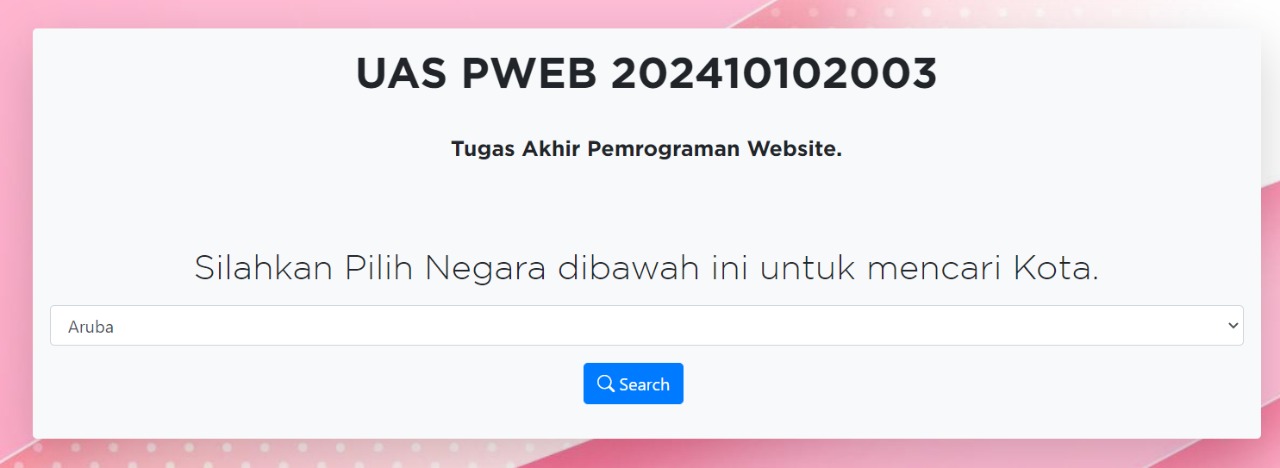 UAS PWEB 202410102003
Tugas Akhir Pemrograman Website.
Silahkan Pilih Negara dibawah ini untuk mencari Kota.
Aruba
Search